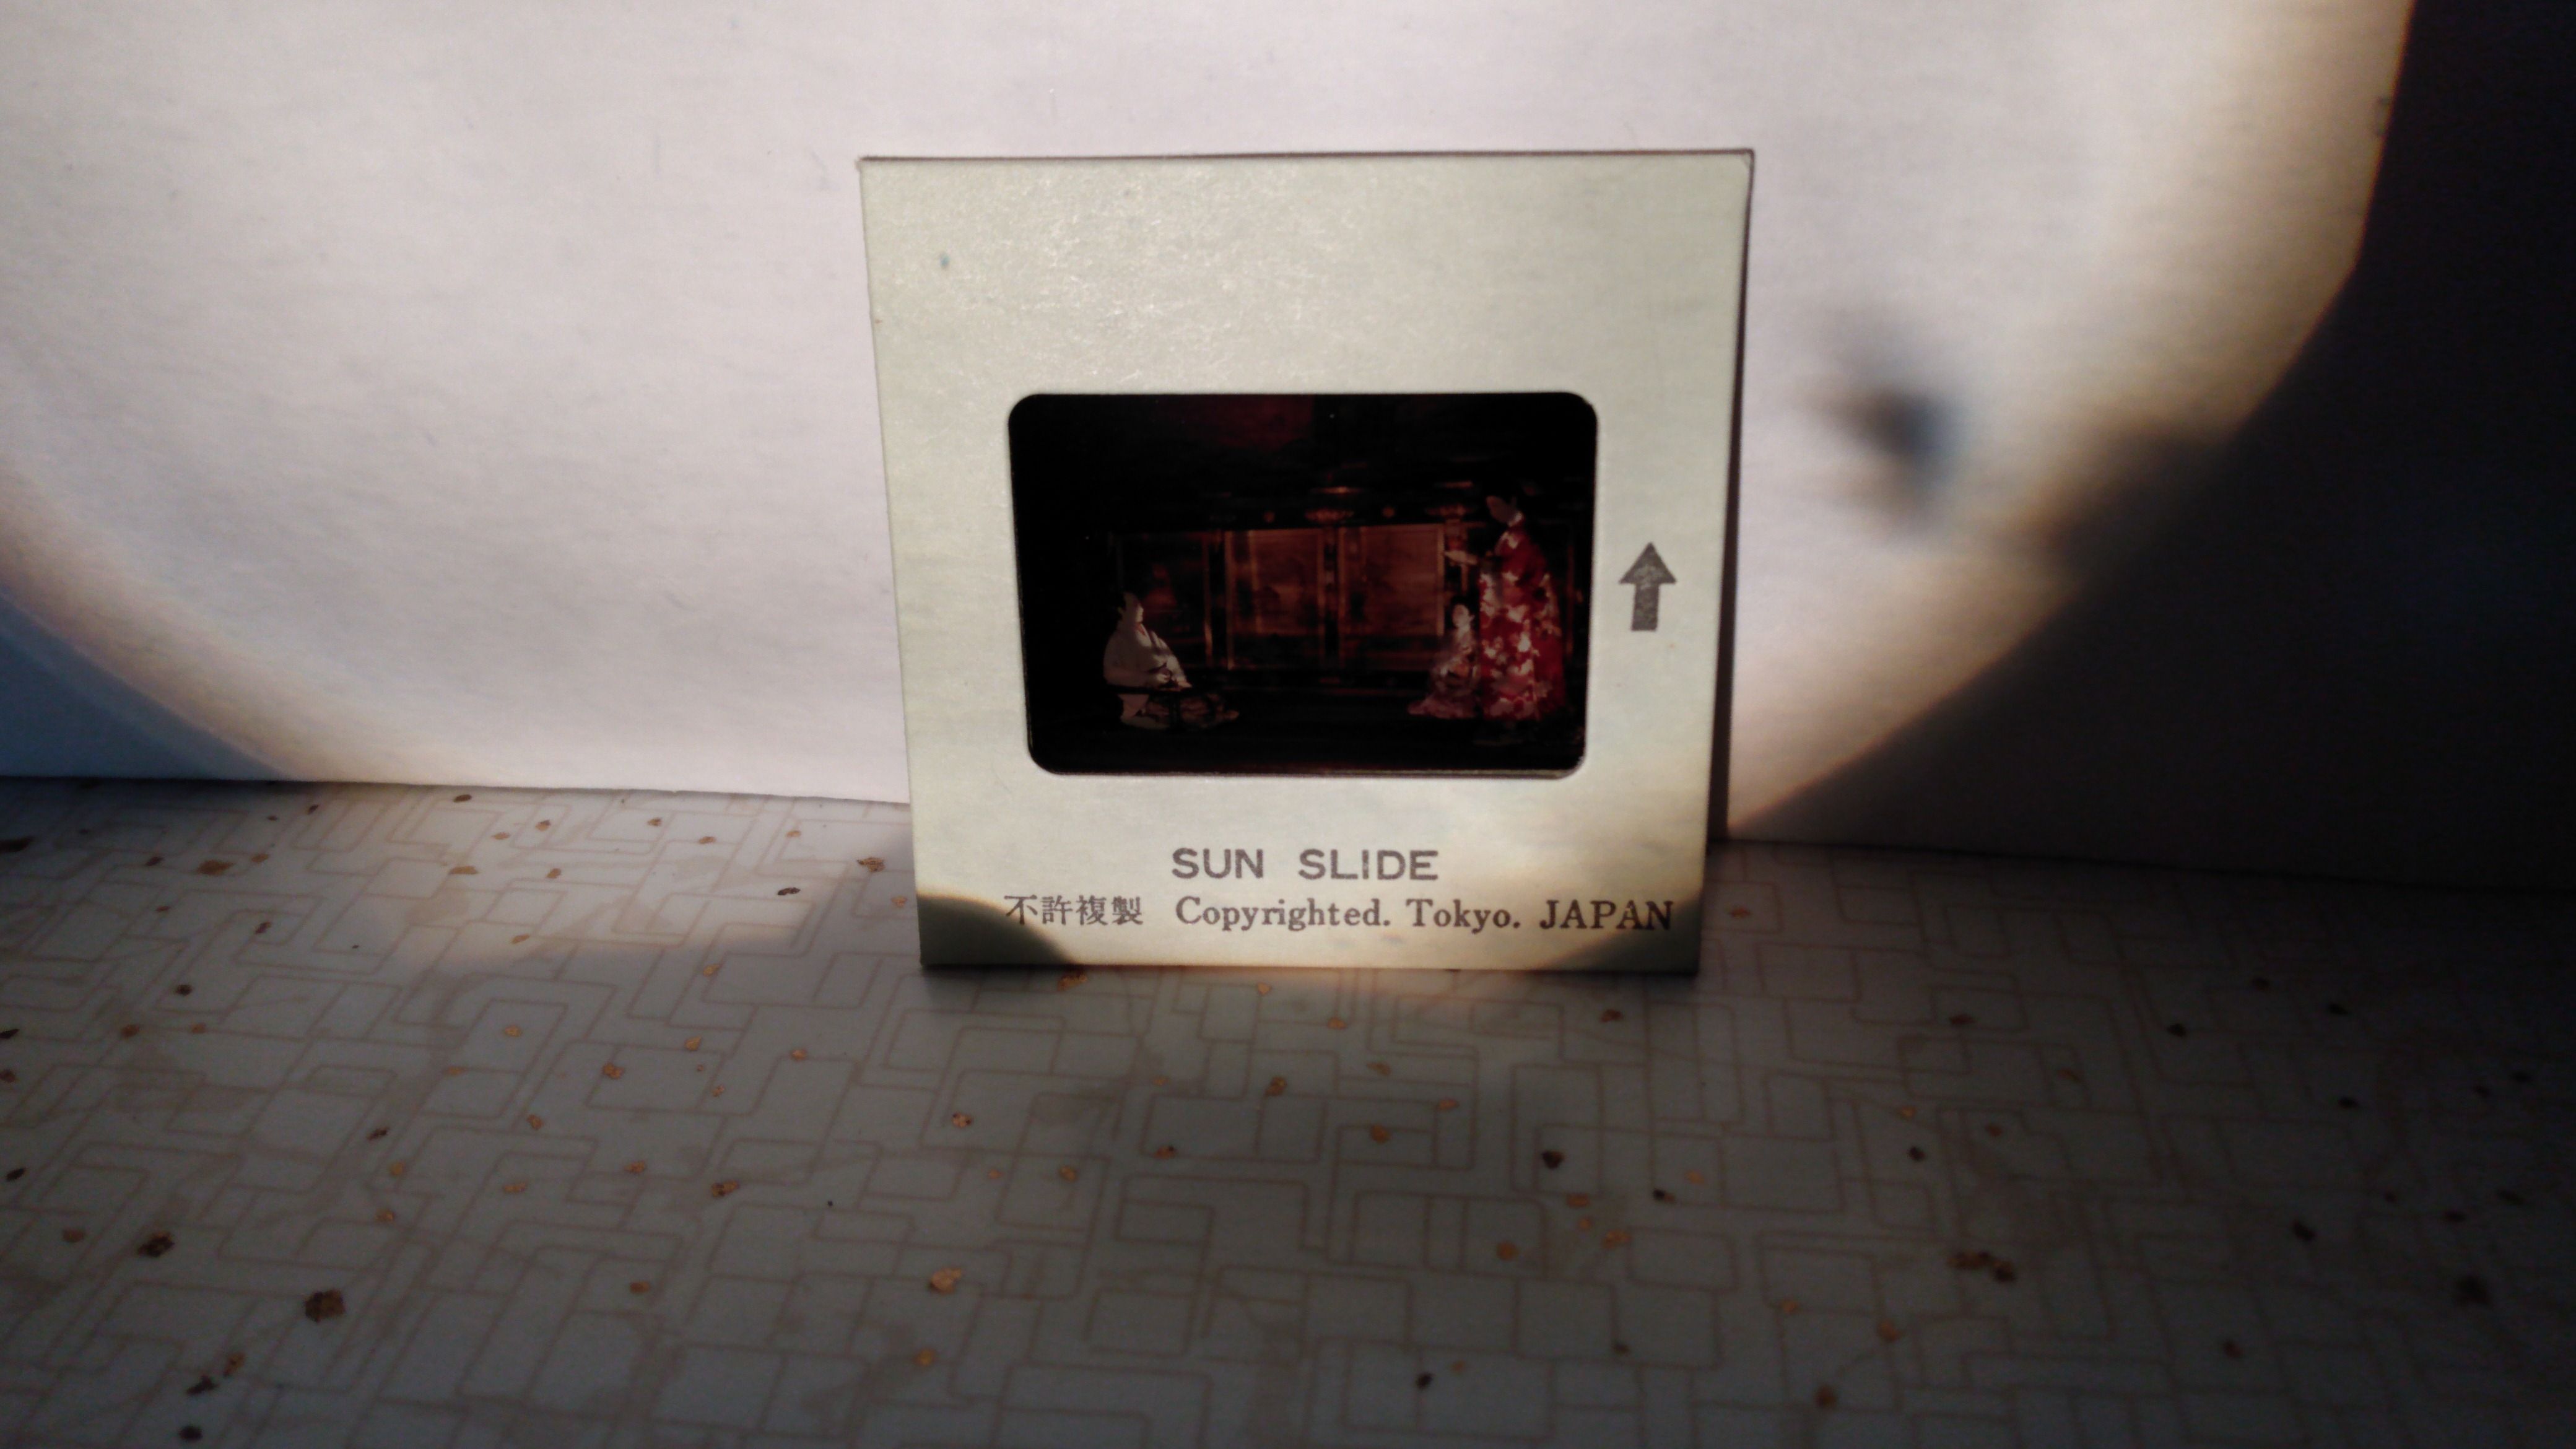 SUN SLIDE
不許複製 Copyrighted. Tokyo. JAPAN